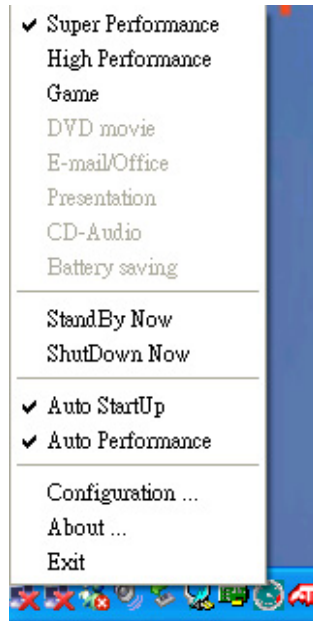 Super Performance
High Performance
Game
DVD movie
E-mail/Office
Presentation
CD-Audio
Battery saving
StandBy Now
ShutDown Now
Auto StartUp
Auto Performance
Configuration ...
About ...
Exit